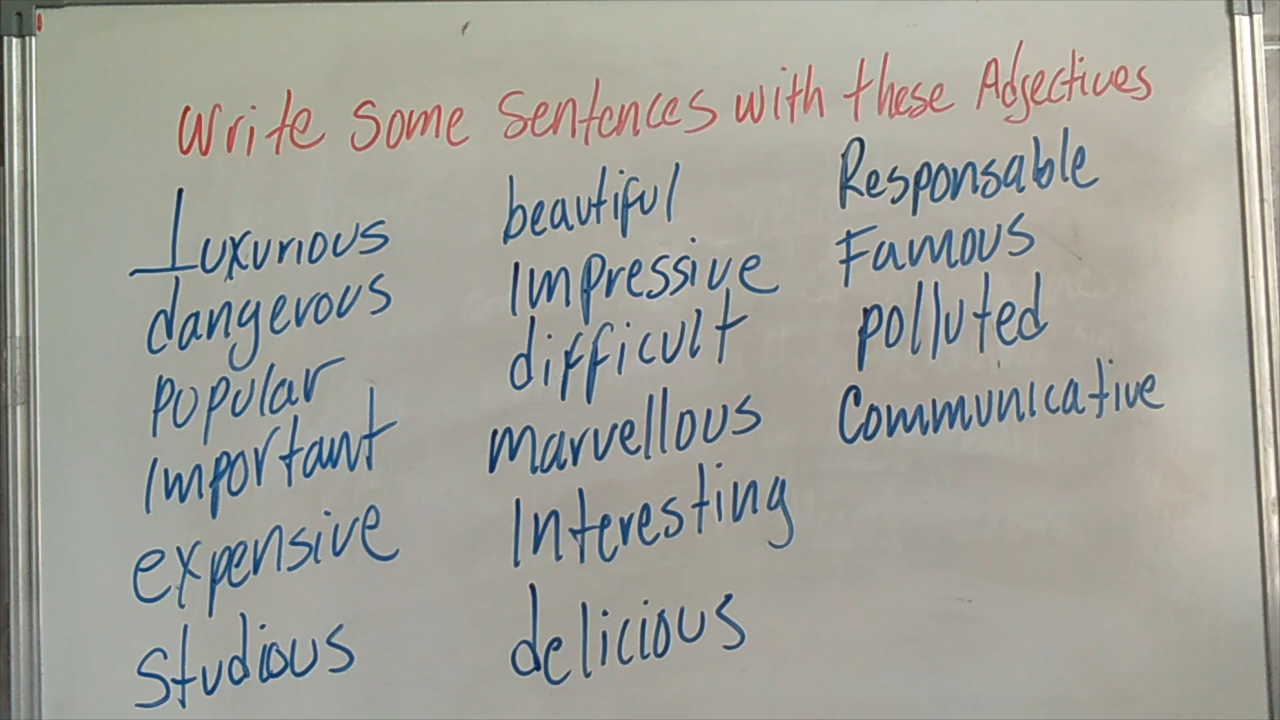 Write Some Sentences with these Adjectives
Luxurious
dangerous
popular
Important
expensive
Studious
beautiful
Impressive
difficult
marvellous
Interesting
delicious
Responsable
Famous
polluted
Communicative